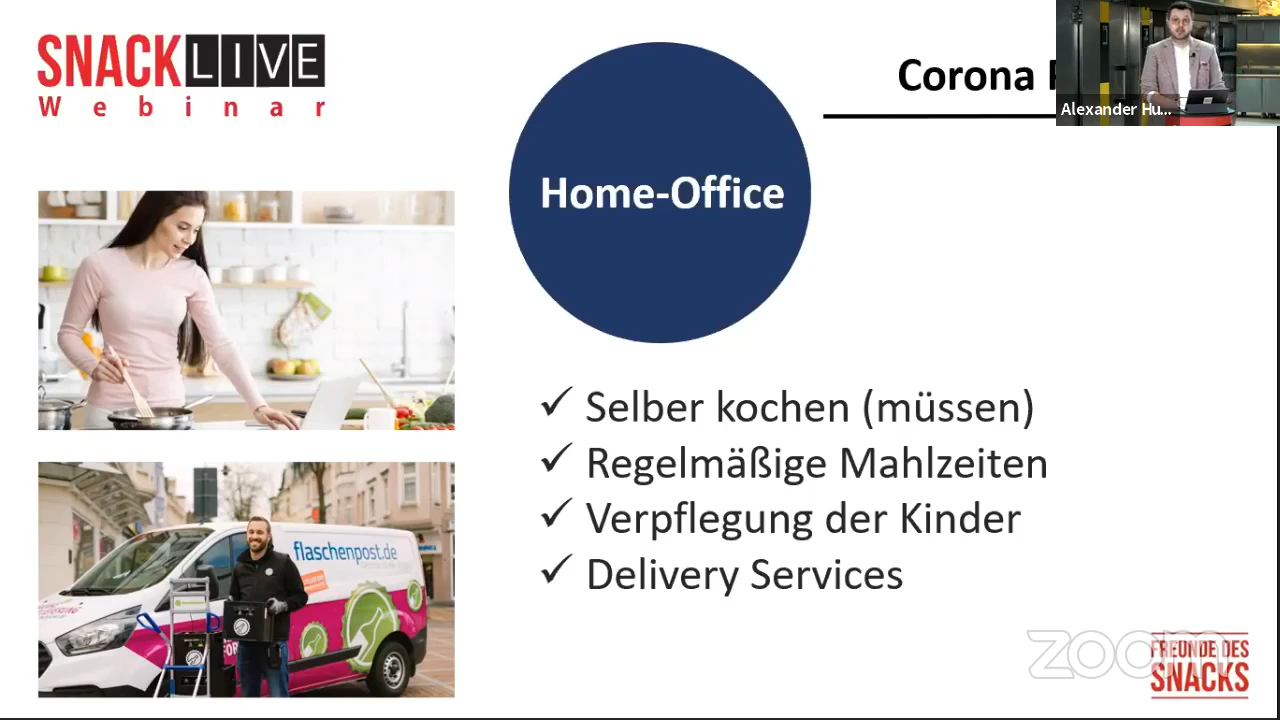 SNACKLIVE
Webinar
Corona
Alexander Hu...
Home-Office
✓ Selber kochen (müssen)
✓ Regelmäßige Mahlzeiten
✓ Verpflegung der Kinder
✓ Delivery Services
flaschenpost.de
zoom
FREUNDE DES
SNACKS